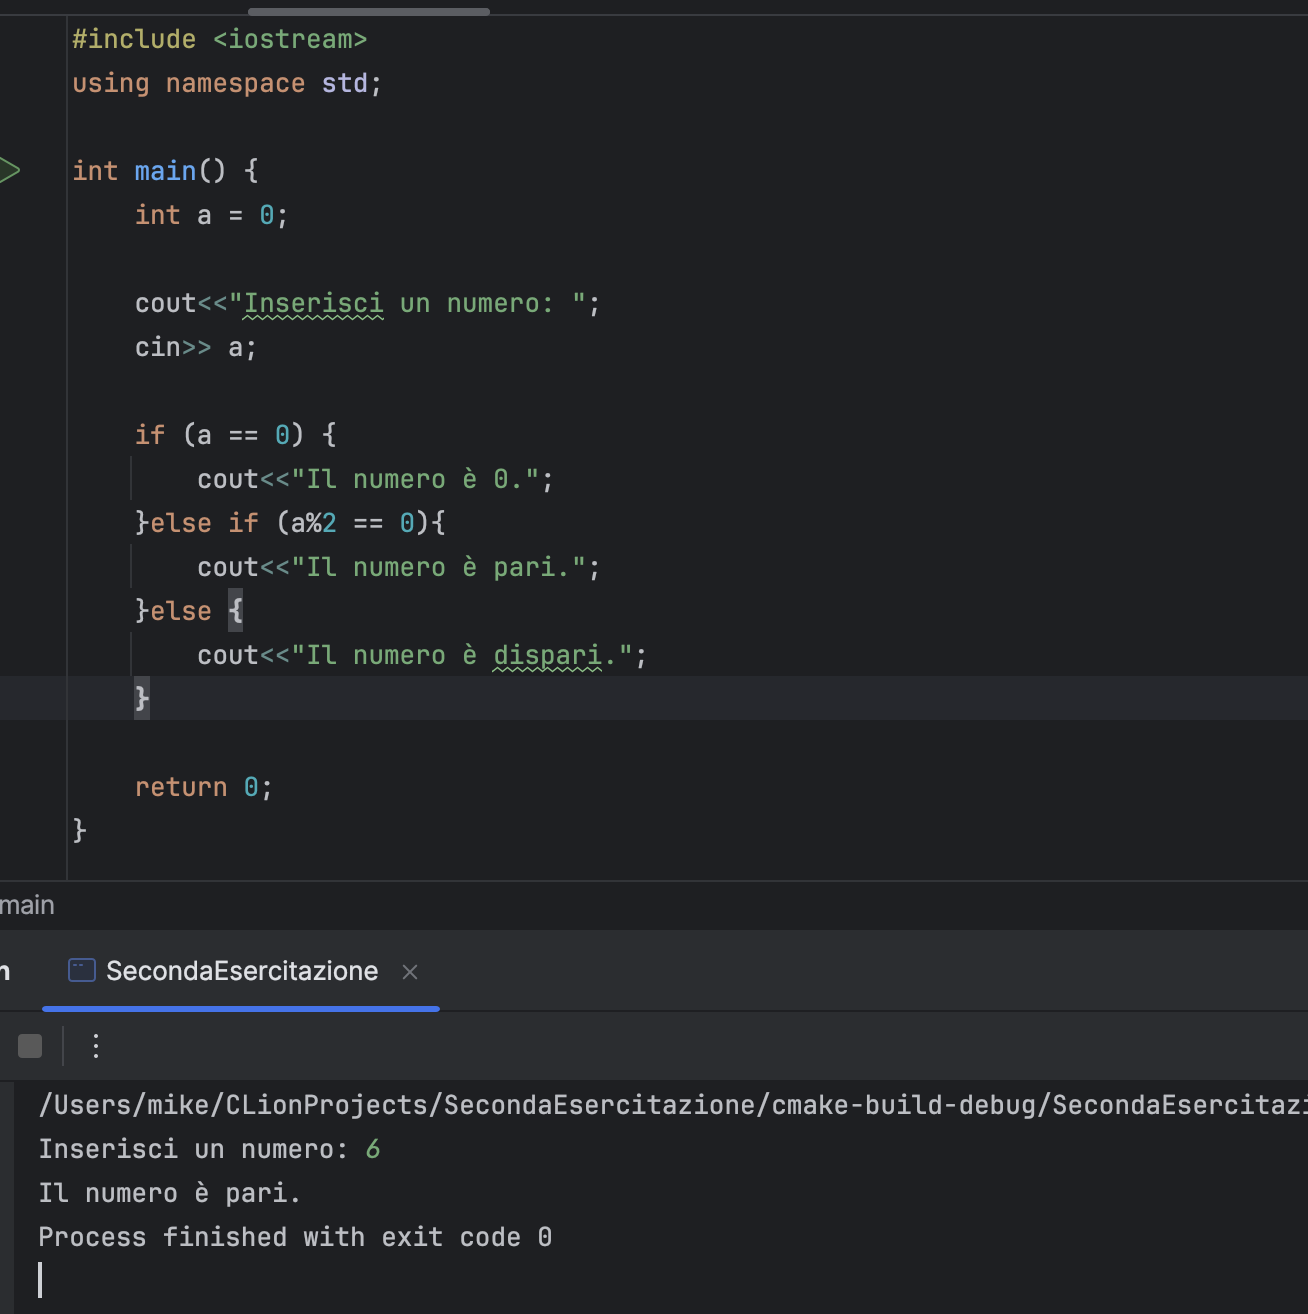 #include <iostream>
using namespace std;
int main() {
int a = 0;
cout<<"Inserisci un numero: ";
cin>> a;
if (a == 0) {
cout<<"Il numero è 0.";
}else if (a%2 == 0){
cout<<"Il numero è pari.";
}else {
cout<<"Il numero è dispari.";
}
return 0;
}
main
SecondaEsercitazione
/Users/mike/CLionProjects/SecondaEsercitazione/cmake-build-debug/SecondaEsercitazi
Inserisci un numero: 6
Il numero è pari.
Process finished with exit code 0